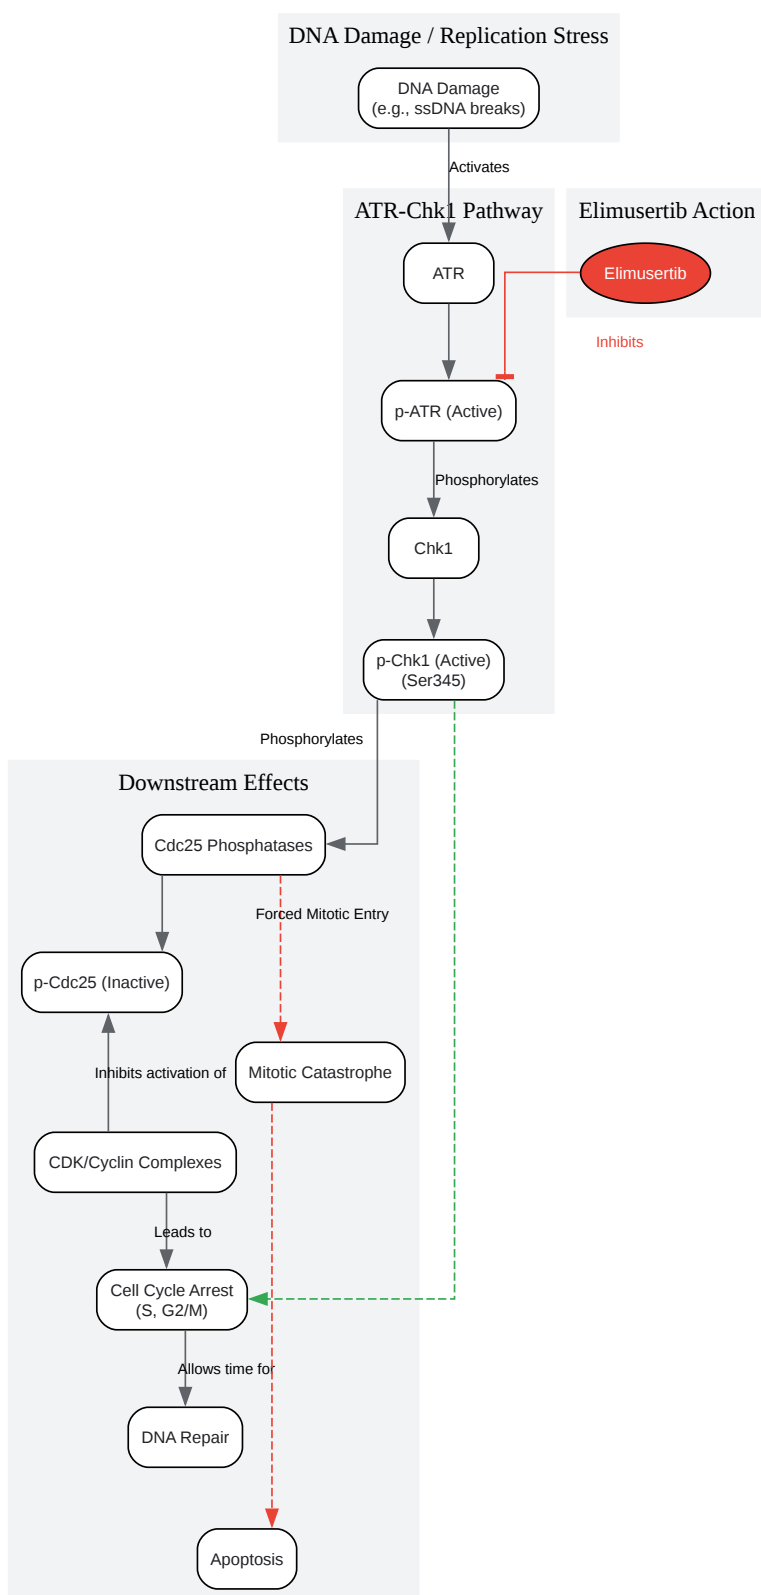 DNA Damage / Replication Stress
DNA Damage
(e.g., ssDNA breaks)
Activates
ATR-Chk1 Pathway
Elimusertib Action
ATR
Elimusertib
Inhibits
p-ATR (Active)
Phosphorylates
Chk1
p-Chk1 (Active)
(Ser345)
Phosphorylates
Downstream Effects
Cdc25 Phosphatases
Forced Mitotic Entry
p-Cdc25 (Inactive)
Inhibits activation of
Mitotic Catastrophe
CDK/Cyclin Complexes
Leads to
Cell Cycle Arrest
(S, G2/M)
Allows time for
DNA Repair
Apoptosis